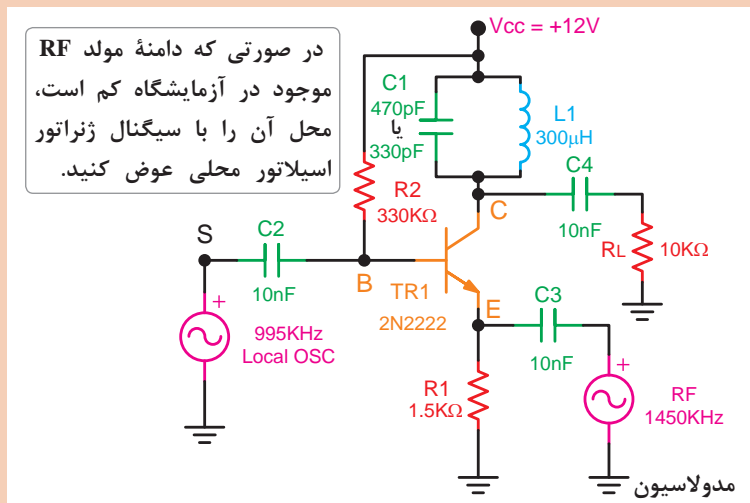 در صورتی که دامنهٔ مولد RF
موجود در آزمایشگاه کم است،
محل آن را با سیگنال ژنراتور
اسیلاتور محلی عوض کنید.
Vcc = +12V
C1
470pF
یا
330pF
L1
300µH
R2
330KΩ
C4
10nF
C
RL
10KΩ
S
C2
10nF
B
TR1
2N2222
E
C3
10nF
+
995KHz
Local OSC
R1
1.5KΩ
+
RF
1450KHz
مدولاسیون